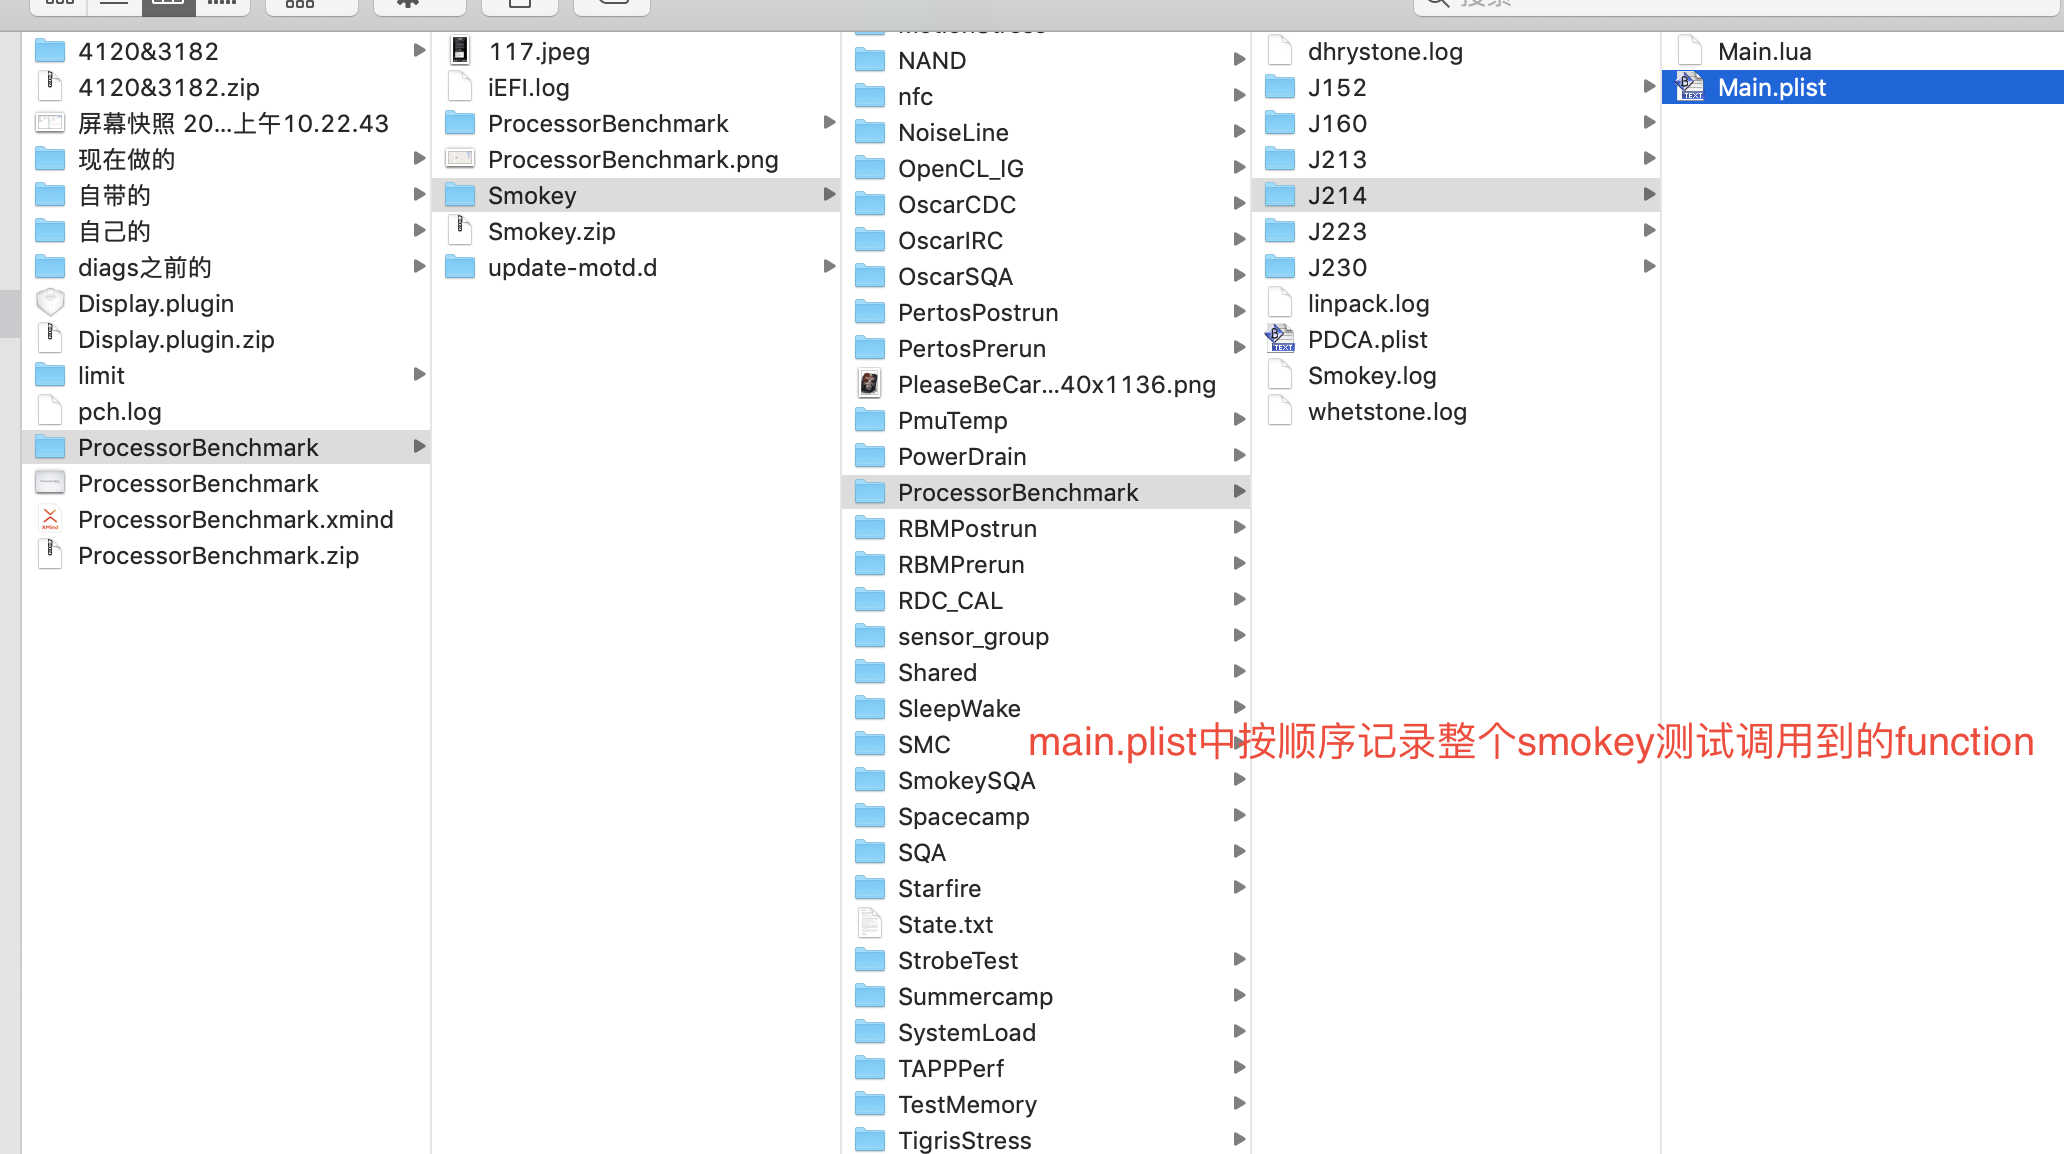 4120&3182
4120&3182.zip
屏幕快照 20...上午10.22.43
现在做的
自带的
自己的
diags之前的
Display.plugin
Display.plugin.zip
limit
pch.log
ProcessorBenchmark
ProcessorBenchmark
ProcessorBenchmark.xmind
ProcessorBenchmark.zip
117.jpeg
iEFI.log
ProcessorBenchmark
ProcessorBenchmark.png
Smokey
Smokey.zip
update-motd.d
NAND
nfc
NoiseLine
OpenCL_IG
OscarCDC
OscarIRC
OscarSQA
PertosPostrun
PertosPrerun
PleaseBeCar...40x1136.png
PmuTemp
PowerDrain
ProcessorBenchmark
RBMPostrun
RBMPrerun
RDC_CAL
sensor_group
Shared
SleepWake
SMC
SmokeySQA
Spacecamp
SQA
Starfire
State.txt
StrobeTest
Summercamp
SystemLoad
TAPPPerf
TestMemory
TigrisStress
dhrystone.log
J152
J160
J213
J214
J223
J230
linpack.log
PDCA.plist
Smokey.log
whetstone.log
Main.lua
Main.plist
main.plist中按顺序记录整个smokey测试调用到的function